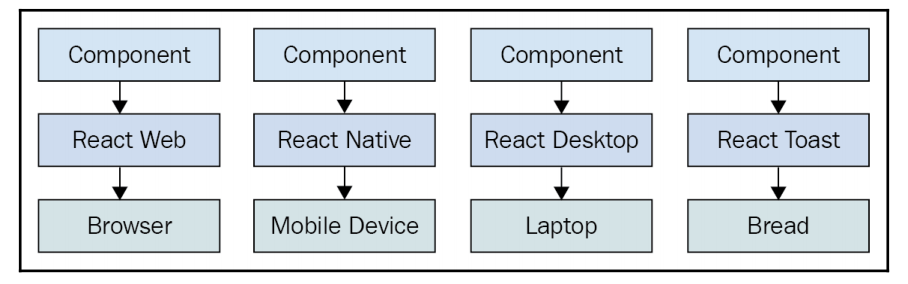 Component
Component
Component
Component
React Web
React Native
React Desktop
React Toast
Browser
Mobile Device
Laptop
Bread